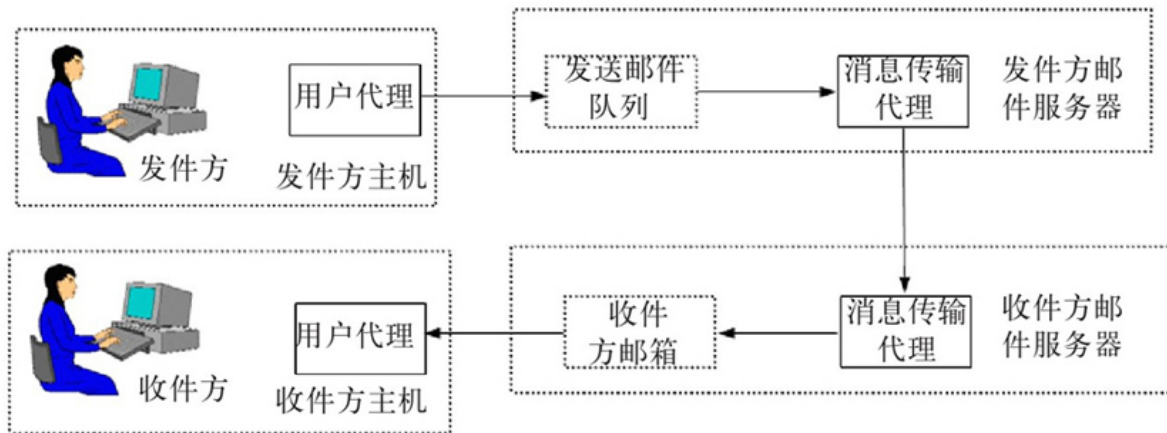 用户代理
发件方
发件方主机
发送邮件
队列
消息传输
代理
发件方邮
件服务器
用户代理
收件方
收件方主机
收件
方邮箱
消息传输
代理
收件方邮
件服务器